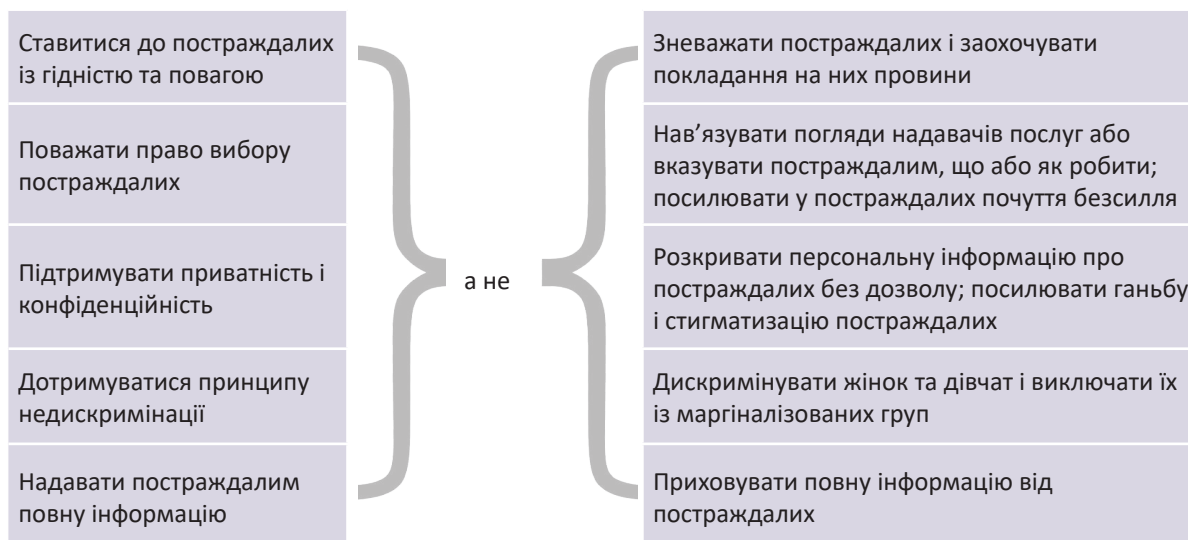 Ставитися до постраждалих
із гідністю та повагою
Поважати право вибору
постраждалих
Підтримувати приватність і
конфіденційність
Дотримуватися принципу
недискримінації
Надавати постраждалим
повну інформацію
а не
Зневажати постраждалих і заохочувати
покладання на них провини
Нав’язувати погляди надавачів послуг або
вказувати постраждалим, що або як робити;
посилювати у постраждалих почуття безсилля
Розкривати персональну інформацію про
постраждалих без дозволу; посилювати ганьбу
і стигматизацію постраждалих
Дискримінувати жінок та дівчат і виключати їх
із маргіналізованих груп
Приховувати повну інформацію від
постраждалих